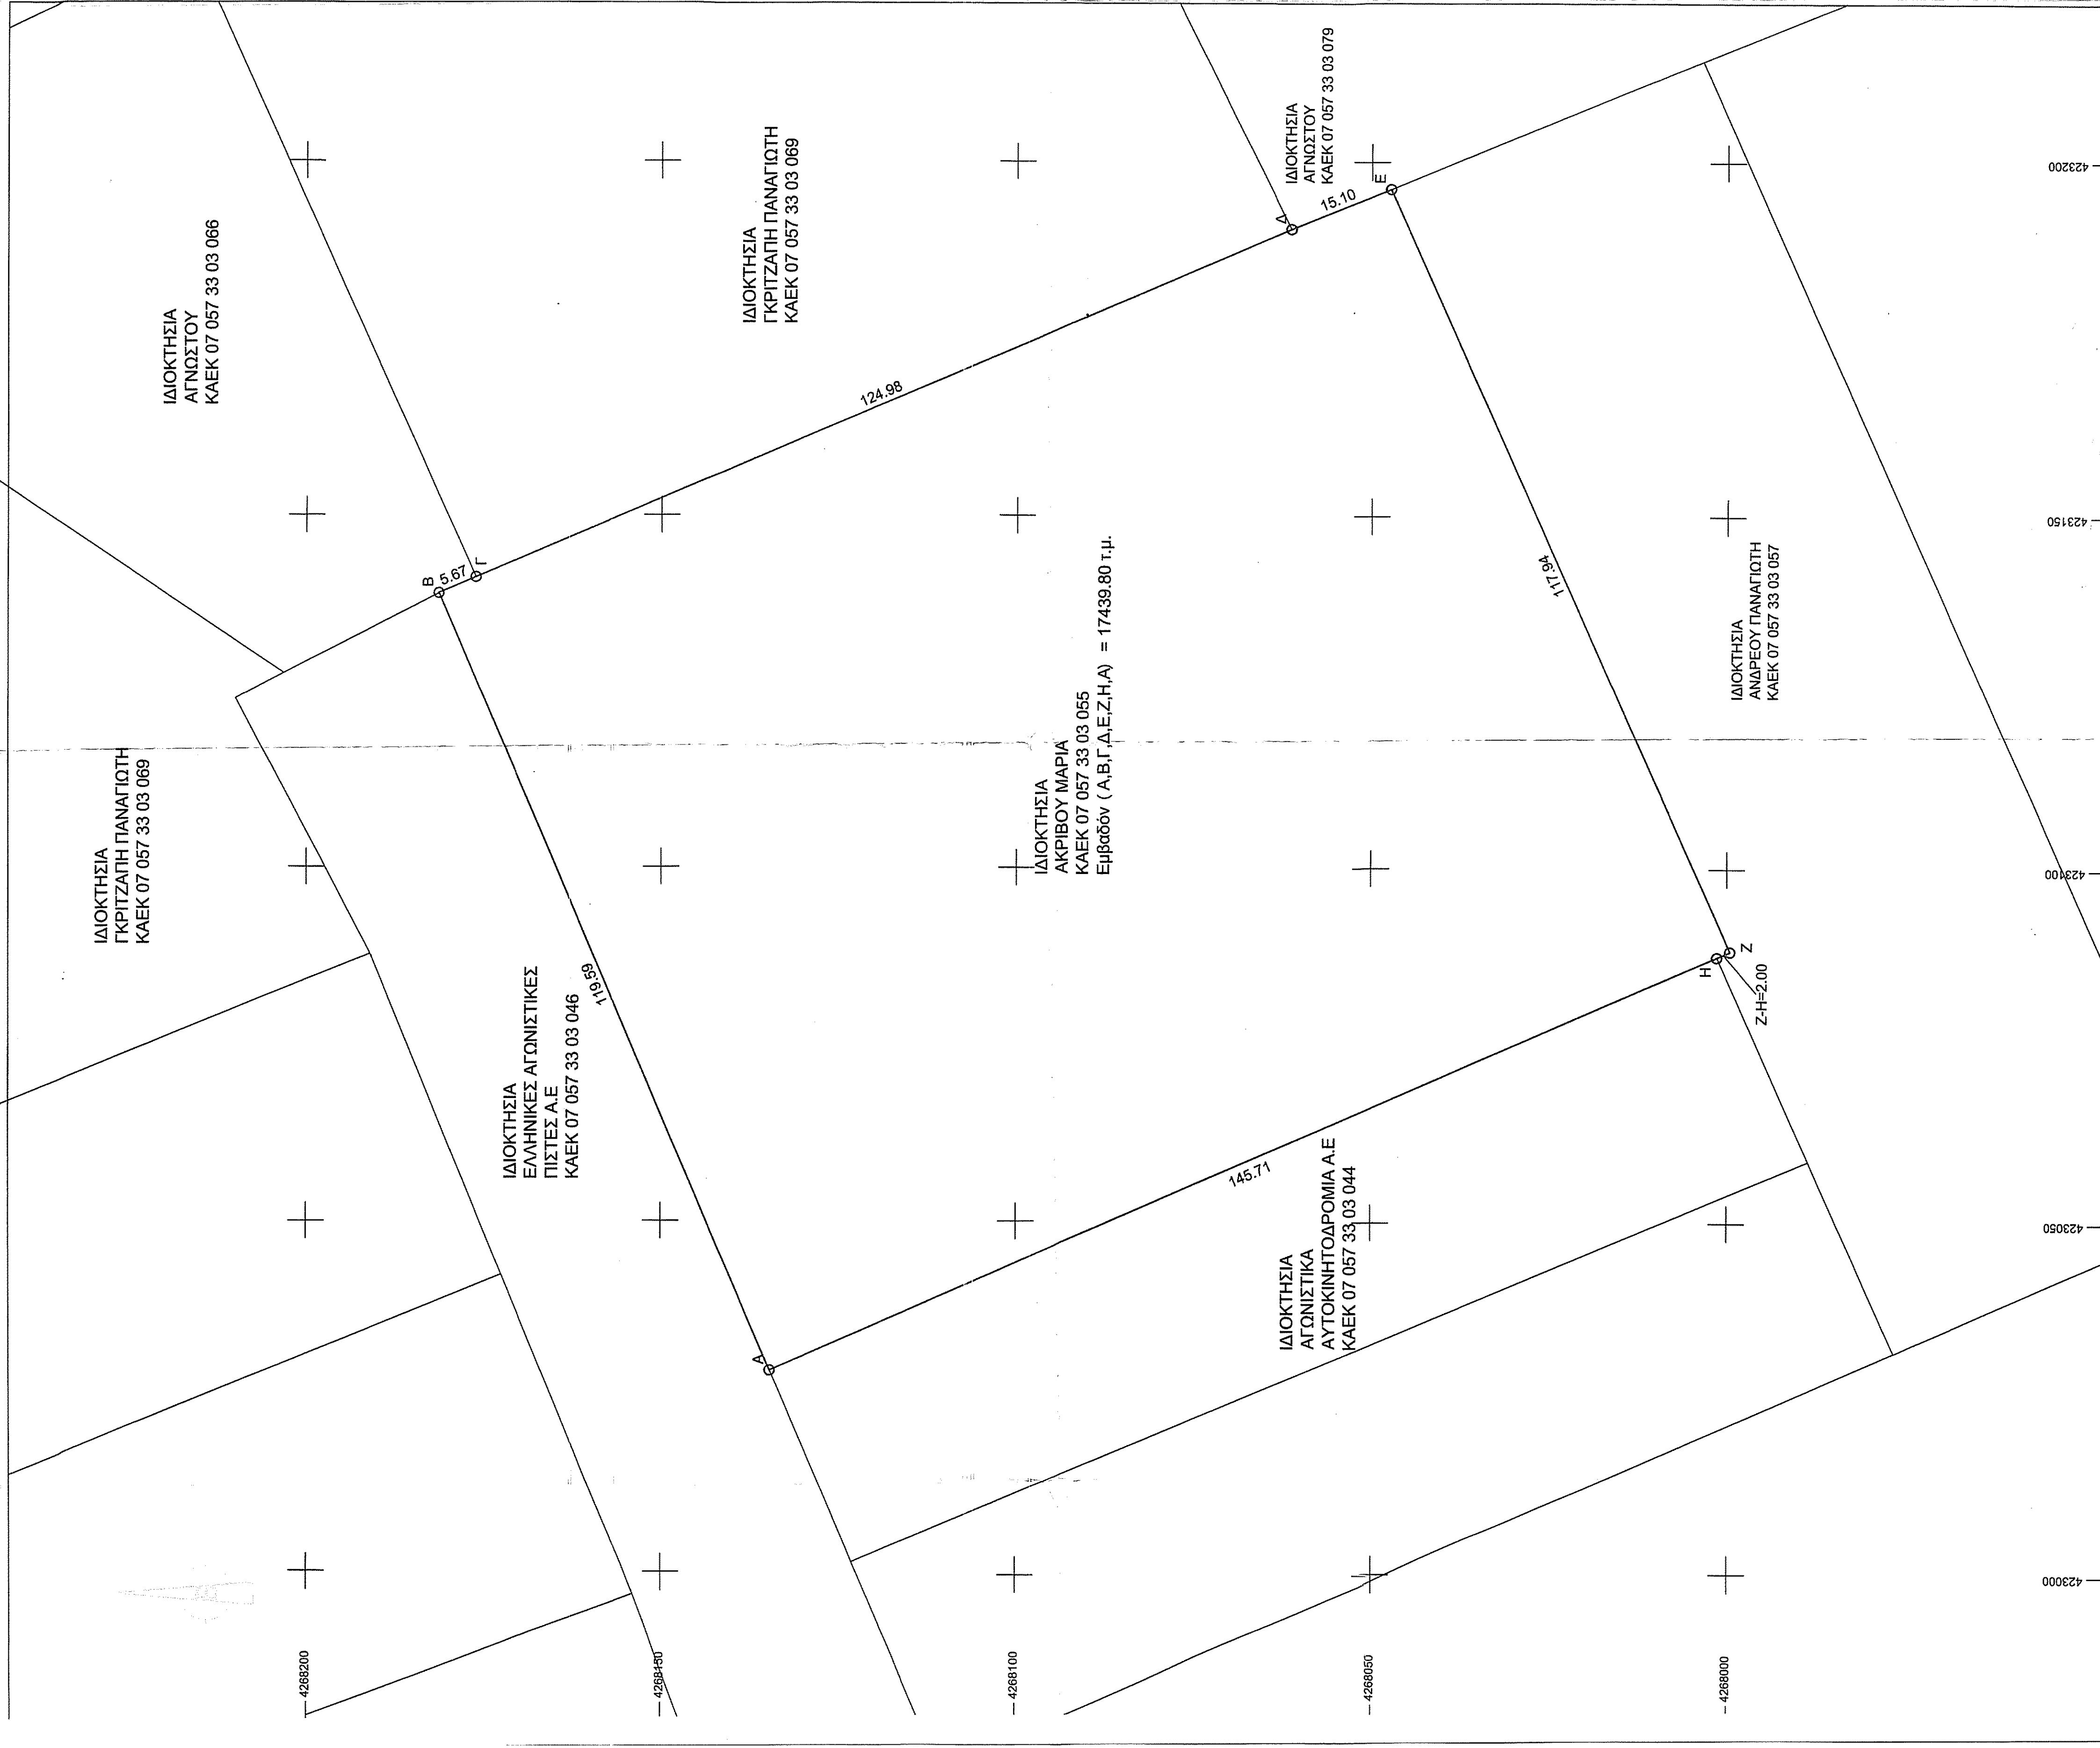 ΙΔΙΟΚΤΗΣΙΑ
ΓΚΡΙΤΖΑΠΗ ΠΑΝΑΓΙΩΤΗ
ΚΑΕΚ 07 057 33 03 069
ΙΔΙΟΚΤΗΣΙΑ
ΑΓΝΩΣΤΟΥ
ΚΑΕΚ 07 057 33 03 066
ΙΔΙΟΚΤΗΣΙΑ
ΕΛΛΗΝΙΚΕΣ ΑΓΩΝΙΣΤΙΚΕΣ
ΠΙΣΤΕΣ Α.Ε
ΚΑΕΚ 07 057 33 03 046
ΙΔΙΟΚΤΗΣΙΑ
ΓΚΡΙΤΖΑΠΗ ΠΑΝΑΓΙΩΤΗ
ΚΑΕΚ 07 057 33 03 069
ΙΔΙΟΚΤΗΣΙΑ
ΑΚΡΙΒΟΥ ΜΑΡΙΑ
ΚΑΕΚ 07 057 33 03 055
Εμβαδόν ( Α,Β,Γ,Δ,Ε,Ζ,Η,Α) = 17439.80 τ.μ.
ΙΔΙΟΚΤΗΣΙΑ
ΑΓΩΝΙΣΤΙΚΑ
ΑΥΤΟΚΙΝΗΤΟΔΡΟΜΙΑ Α.Ε
ΚΑΕΚ 07 057 33 03 044
ΙΔΙΟΚΤΗΣΙΑ
ΑΓΝΩΣΤΟΥ
ΚΑΕΚ 07 057 33 03 079
ΙΔΙΟΚΤΗΣΙΑ
ΑΝΔΡΕΟΥ ΠΑΝΑΓΙΩΤΗ
ΚΑΕΚ 07 057 33 03 057
Α
Β
Γ
Δ
Ε
Ζ
Η
119.59
5.67
124.98
15.10
117.94
Ζ-Η=2.00
145.71
4268200
4268150
4268100
4268050
4268000
423000
423050
423100
423150
423200